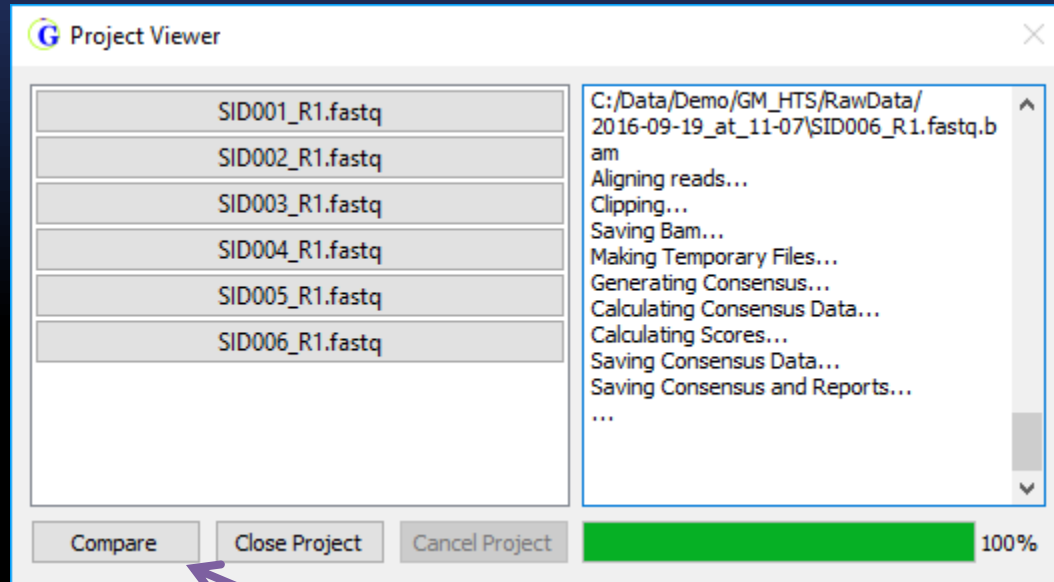 G Project Viewer
SID001_R1.fastq
SID002_R1.fastq
SID003_R1.fastq
SID004_R1.fastq
SID005_R1.fastq
SID006_R1.fastq
C:/Data/Demo/GM_HTS/RawData/
2016-09-19_at_11-07\SID006_R1.fastq.b
am
Aligning reads...
Clipping...
Saving Bam...
Making Temporary Files...
Generating Consensus...
Calculating Consensus Data...
Calculating Scores...
Saving Consensus Data...
Saving Consensus and Reports...
...
Compare Close Project Cancel Project 100%